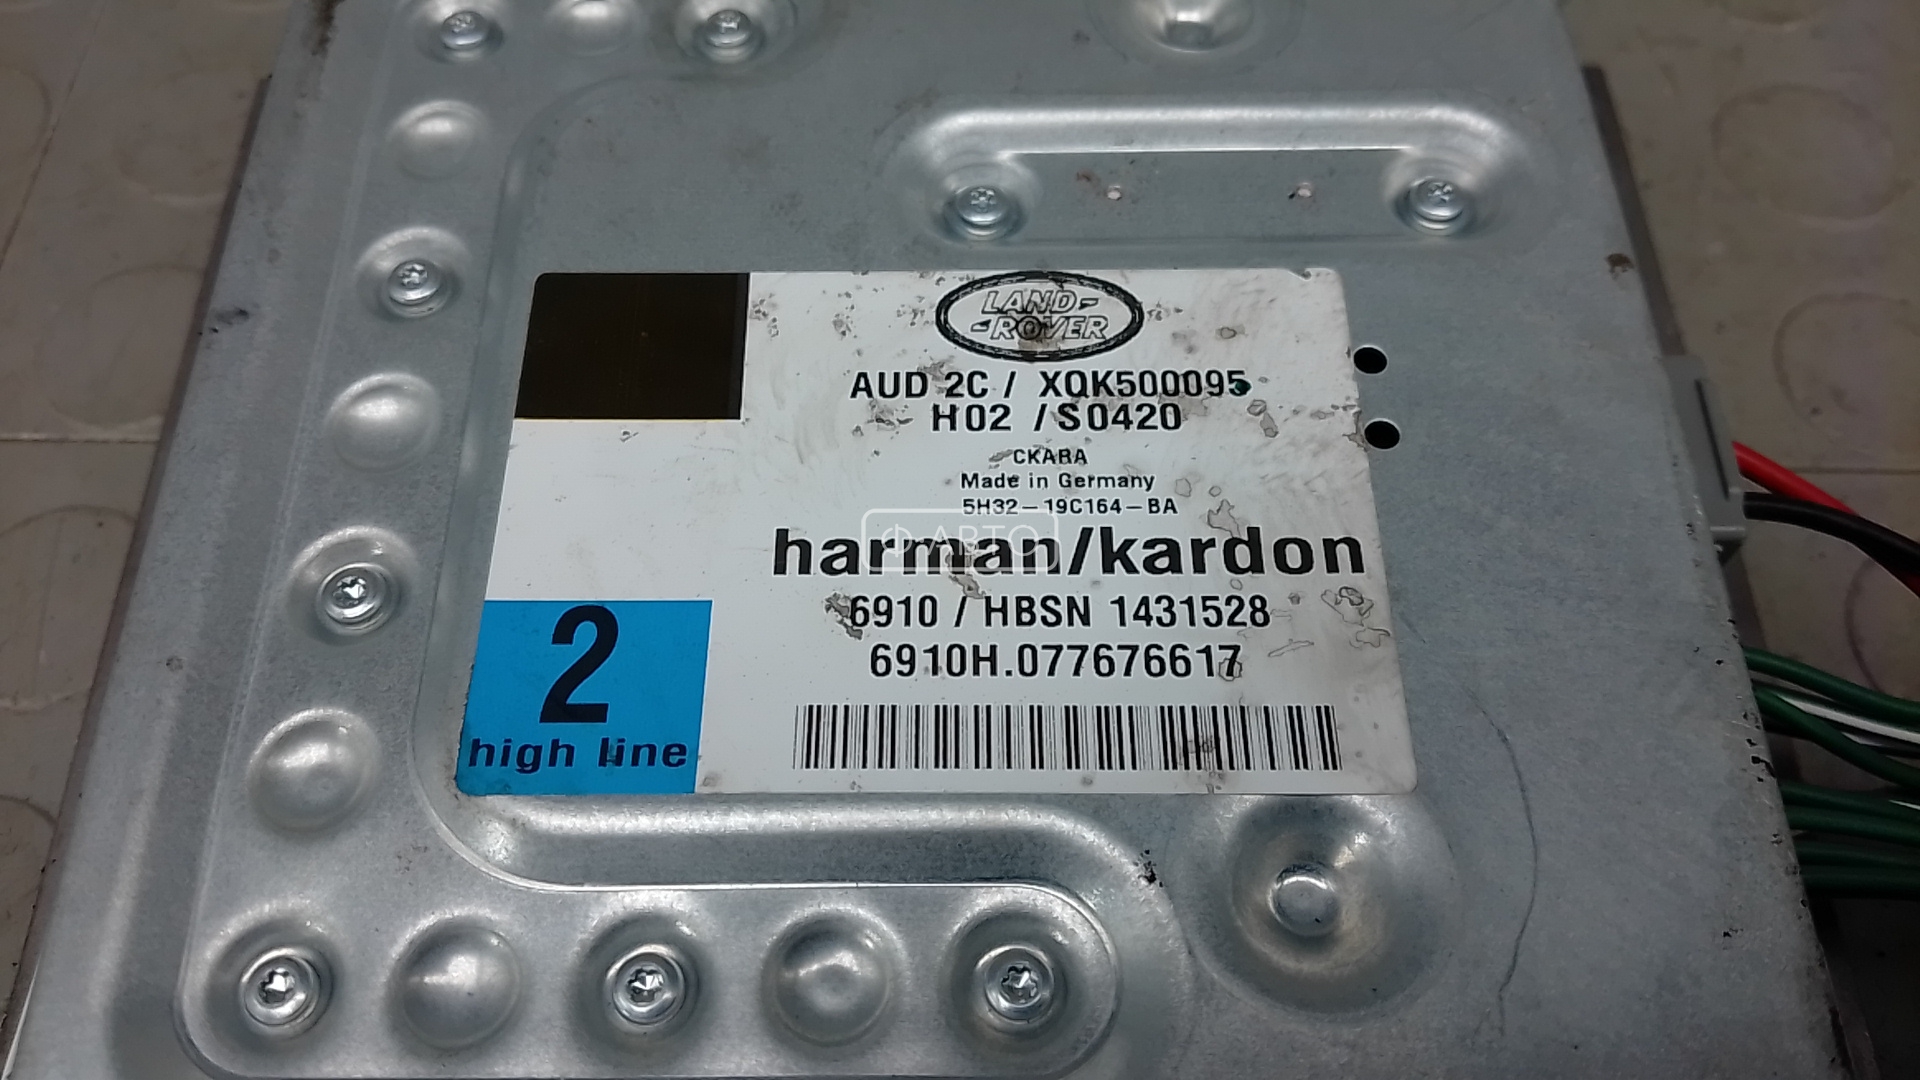 LAND-
-ROVER
AUD 2C / XQK500095
H02 / S0420
CKARA
Made in Germany
5H32-19C164-BA
Ф АВТО
harman/kardon
6910 / HBSN 1431528
6910H.077676617
2
high line